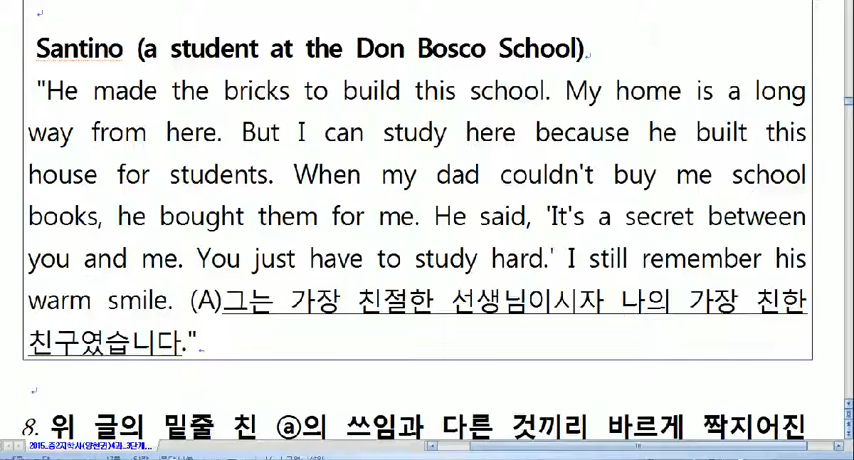 Santino (a student at the Don Bosco School)
"He made the bricks to build this school. My home is a long
way from here. But I can study here because he built this
house for students. When my dad couldn't buy me school
books, he bought them for me. He said, 'It's a secret between
you and me. You just have to study hard.' I still remember his
warm smile. (A)그는 가장 친절한 선생님이시자 나의 가장 친한
친구였습니다."
8. 위 글의 밑줄 친 ⓐ의 쓰임과 다른 것끼리 바르게 짝지어진